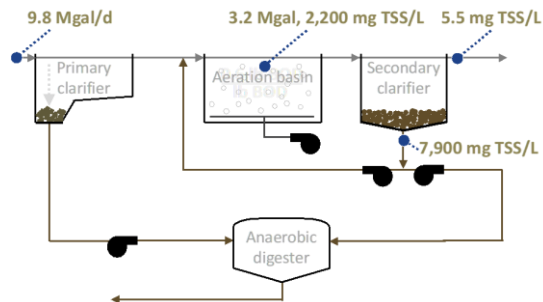 9.8 Mgal/d
3.2 Mgal, 2,200 mg TSS/L
5.5 mg TSS/L
Primary
clarifier
Aeration basin
Secondary
clarifier
7,900 mg TSS/L
Anaerobic
digester